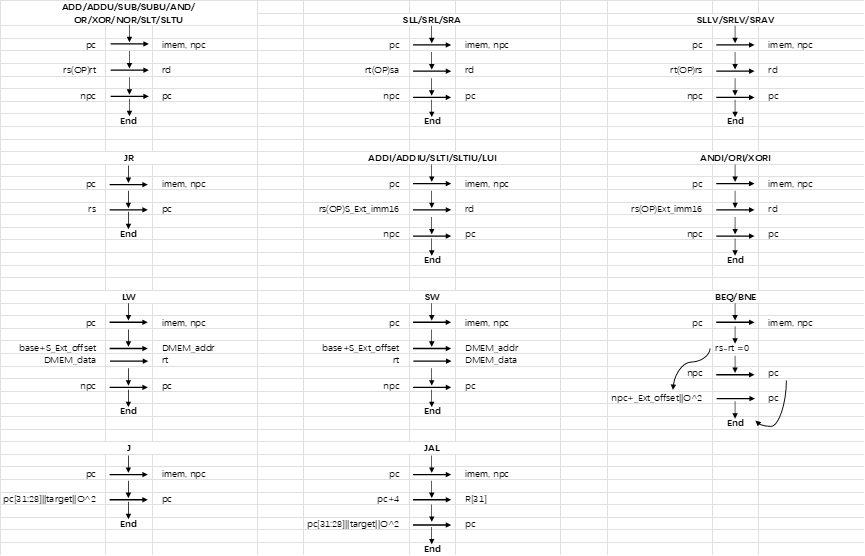 ADD/ADDU/SUB/SUBU/AND/
OR/XOR/NOR/SLT/SLTU
pc imem, npc
rs(OP)rt rd
npc pc
End
SLL/SRL/SRA
pc imem, npc
rt(OP)sa rd
npc pc
End
SLLV/SRLV/SRAV
pc imem, npc
rt(OP)rs rd
npc pc
End
JR
pc imem, npc
rs pc
End
ADDI/ADDIU/SLTI/SLTIU/LUI
pc imem, npc
rs(OP)S_Ext_imm16 rd
npc pc
End
ANDI/ORI/XORI
pc imem, npc
rs(OP)Ext_imm16 rd
npc pc
End
LW
pc imem, npc
base+S_Ext_offset DMEM_addr
DMEM_data rt
npc pc
End
SW
pc imem, npc
base+S_Ext_offset DMEM_addr
rt DMEM_data
npc pc
End
BEQ/BNE
pc imem, npc
rs-rt =0
npc pc
npc+_Ext_offset||O^2 pc
End
J
pc imem, npc
pc[31:28]||target||O^2 pc
End
JAL
pc imem, npc
pc+4 R[31]
pc[31:28]||target||O^2 pc
End